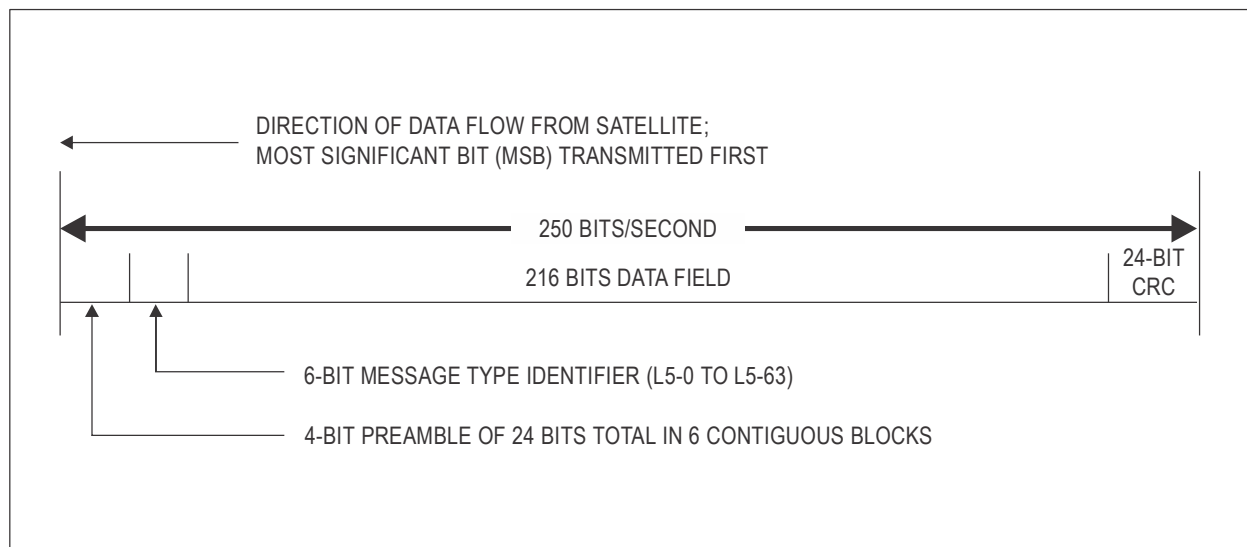 DIRECTION OF DATA FLOW FROM SATELLITE;
MOST SIGNIFICANT BIT (MSB) TRANSMITTED FIRST
250 BITS/SECOND
216 BITS DATA FIELD
24-BIT
CRC
6-BIT MESSAGE TYPE IDENTIFIER (L5-0 TO L5-63)
4-BIT PREAMBLE OF 24 BITS TOTAL IN 6 CONTIGUOUS BLOCKS